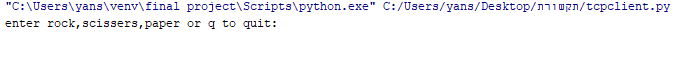 "C:\Users\yans\venv\final project\Scripts\python.exe" C:/Users/yans/Desktop/תקשורת/tcpclient.py
enter rock,scissers,paper or q to quit: